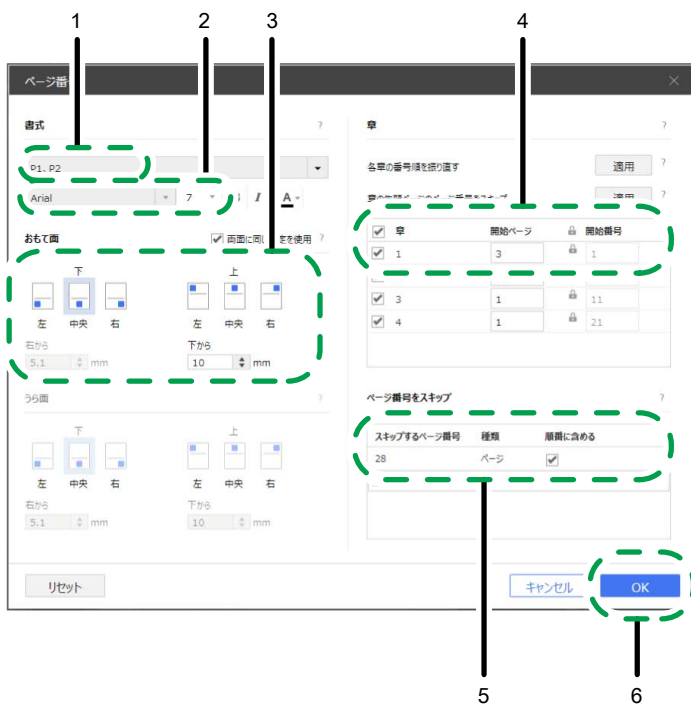 1 2 3 4
ページ番
書式 ?
P1、P2
Arial 7 I A
おもて面 両面に同 定を使用 ?
下 上
左 中央 右 左 中央 右
右から 下から
5.1 mm 10 mm
うら面 ?
下 上
左 中央 右 左 中央 右
右から 下から
5.1 mm 10 mm
リセット
章 ?
各章の番号順を振り直す 適用 ?
適用 ?
章 開始ページ 開始番号
1 3 1
3 1 11
4 1 21
ページ番号をスキップ ?
スキップするページ番号 種類 順番に含める
28 ページ
キャンセル OK
5 6